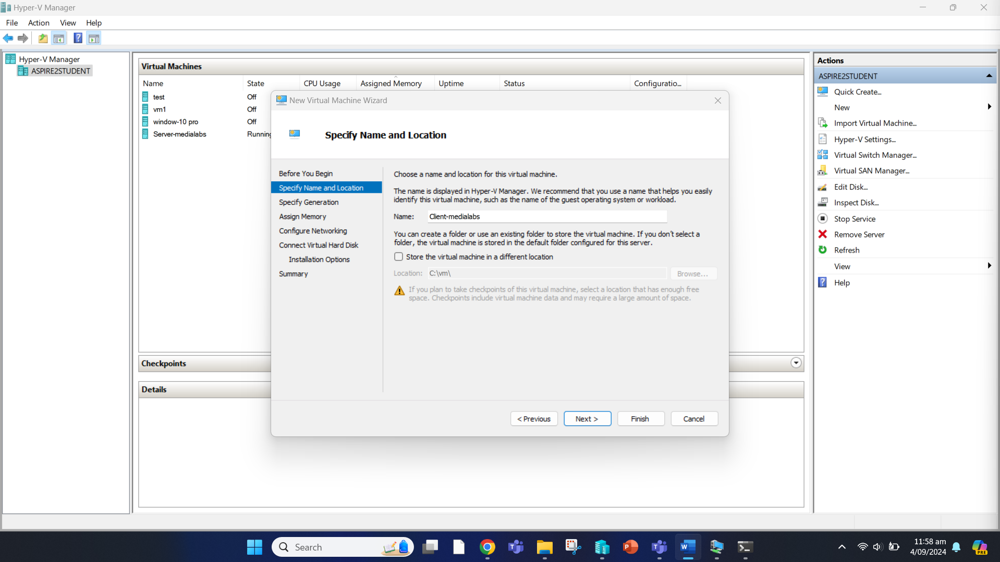 Hyper-V Manager
File Action View Help
Hyper-V Manager
ASPIRE2STUDENT
Virtual Machines
Name State CPU Usage Assigned Memory Uptime Status Configuratio...
test Off
vm1 Off
window-10 pro Off
Server-medialabs Running
New Virtual Machine Wizard
Specify Name and Location
Before You Begin
Specify Name and Location
Specify Generation
Assign Memory
Configure Networking
Connect Virtual Hard Disk
Installation Options
Summary
Choose a name and location for this virtual machine.
The name is displayed in Hyper-V Manager. We recommend that you use a name that helps you easily
identify this virtual machine, such as the name of the guest operating system or workload.
Name: Client-medialabs
You can create a folder or use an existing folder to store the virtual machine. If you don't select a
folder, the virtual machine is stored in the default folder configured for this server.
Store the virtual machine in a different location
Location: C:\vm\ Browse...
If you plan to take checkpoints of this virtual machine, select a location that has enough free
space. Checkpoints include virtual machine data and may require a large amount of space.
< Previous Next > Finish Cancel
Checkpoints
Details
Actions
ASPIRE2STUDENT
Quick Create...
New
Import Virtual Machine...
Hyper-V Settings...
Virtual Switch Manager...
Virtual SAN Manager...
Edit Disk...
Inspect Disk...
Stop Service
Remove Server
Refresh
View
Help
Search
11:58 am
4/09/2024
PRE